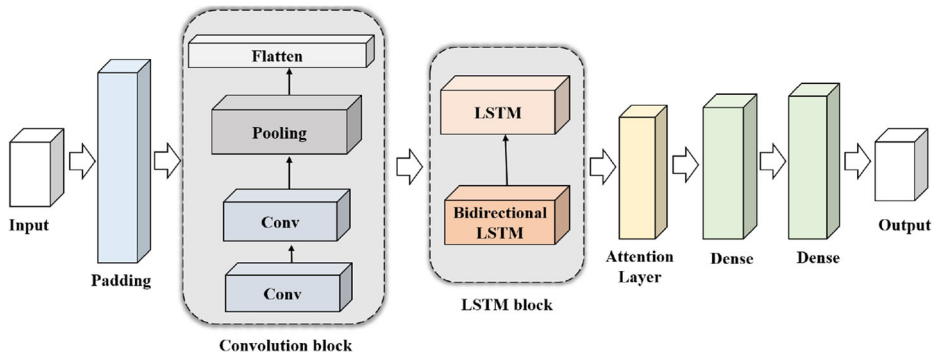 Input
Padding
Flatten
Pooling
Conv
Conv
Convolution block
LSTM
Bidirectional
LSTM
LSTM block
Attention
Layer
Dense
Dense
Output